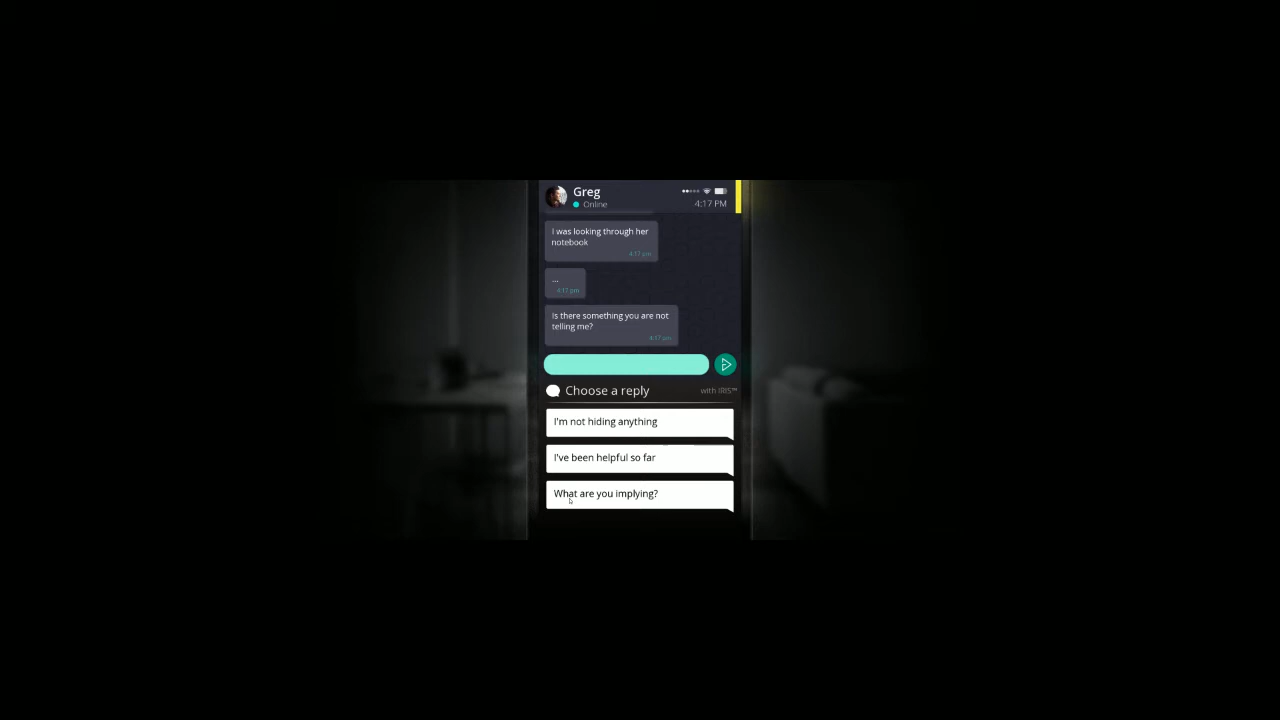 Greg
Online
4:17 PM
I was looking through her
notebook
4:17 pm
...
4:17 pm
Is there something you are not
telling me?
4:17 pm
Choose a reply
with IRIS™
I'm not hiding anything
I've been helpful so far
What are you implying?